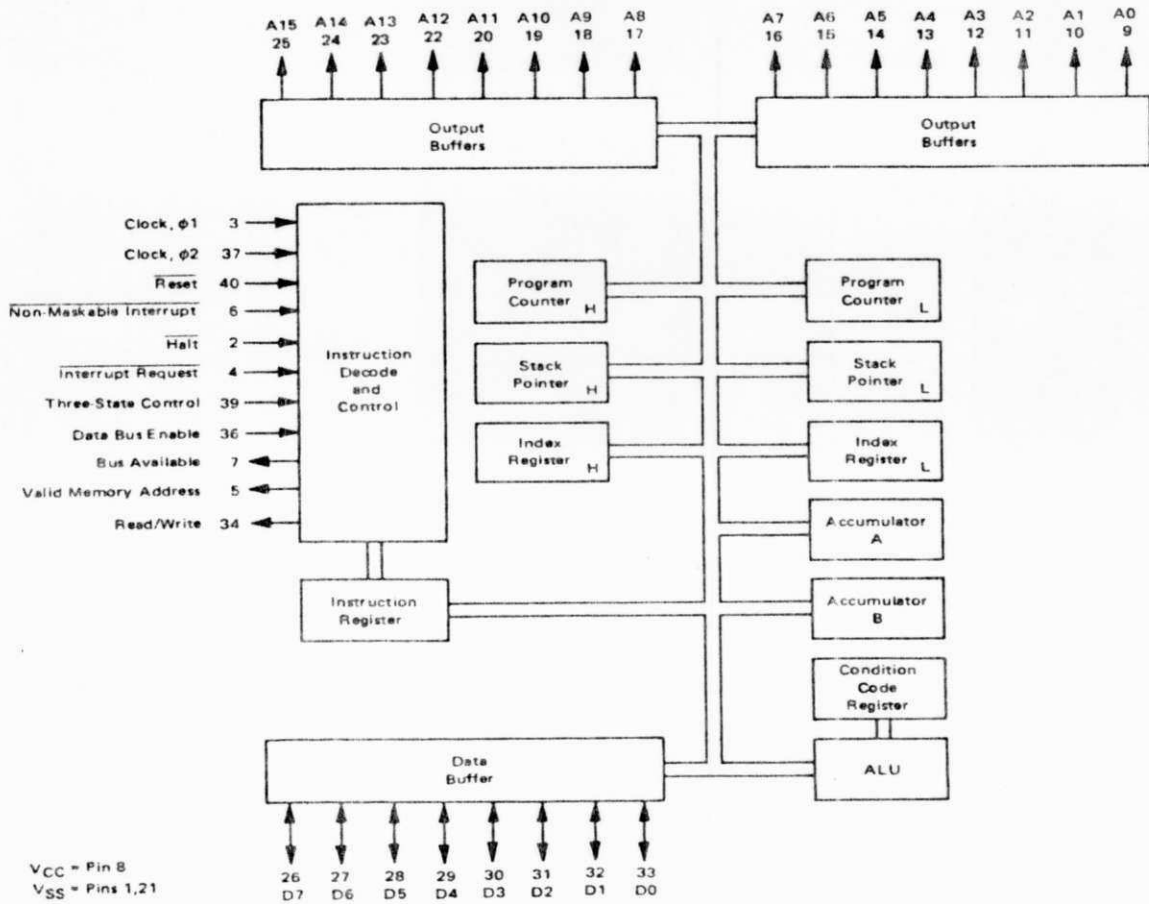 A15 A14 A13 A12 A11 A10 A9 A8 A7 A6 A5 A4 A3 A2 A1 A0
25 24 23 22 20 19 18 17 16 15 14 13 12 11 10 9
Output
Buffers
Output
Buffers
Clock, φ1 3
Clock, φ2 37
Reset 40
Non-Maskable Interrupt 6
Halt 2
Interrupt Request 4
Three-State Control 39
Data Bus Enable 36
Bus Available 7
Valid Memory Address 5
Read/Write 34
Instruction
Decode
and
Control
Program
Counter H
Program
Counter L
Stack
Pointer H
Stack
Pointer L
Index
Register H
Index
Register L
Accumulator
A
Instruction
Register
Accumulator
B
Condition
Code
Register
Data
Buffer
ALU
26 27 28 29 30 31 32 33
D7 D6 D5 D4 D3 D2 D1 D0
VCC = Pin 8
VSS = Pins 1,21